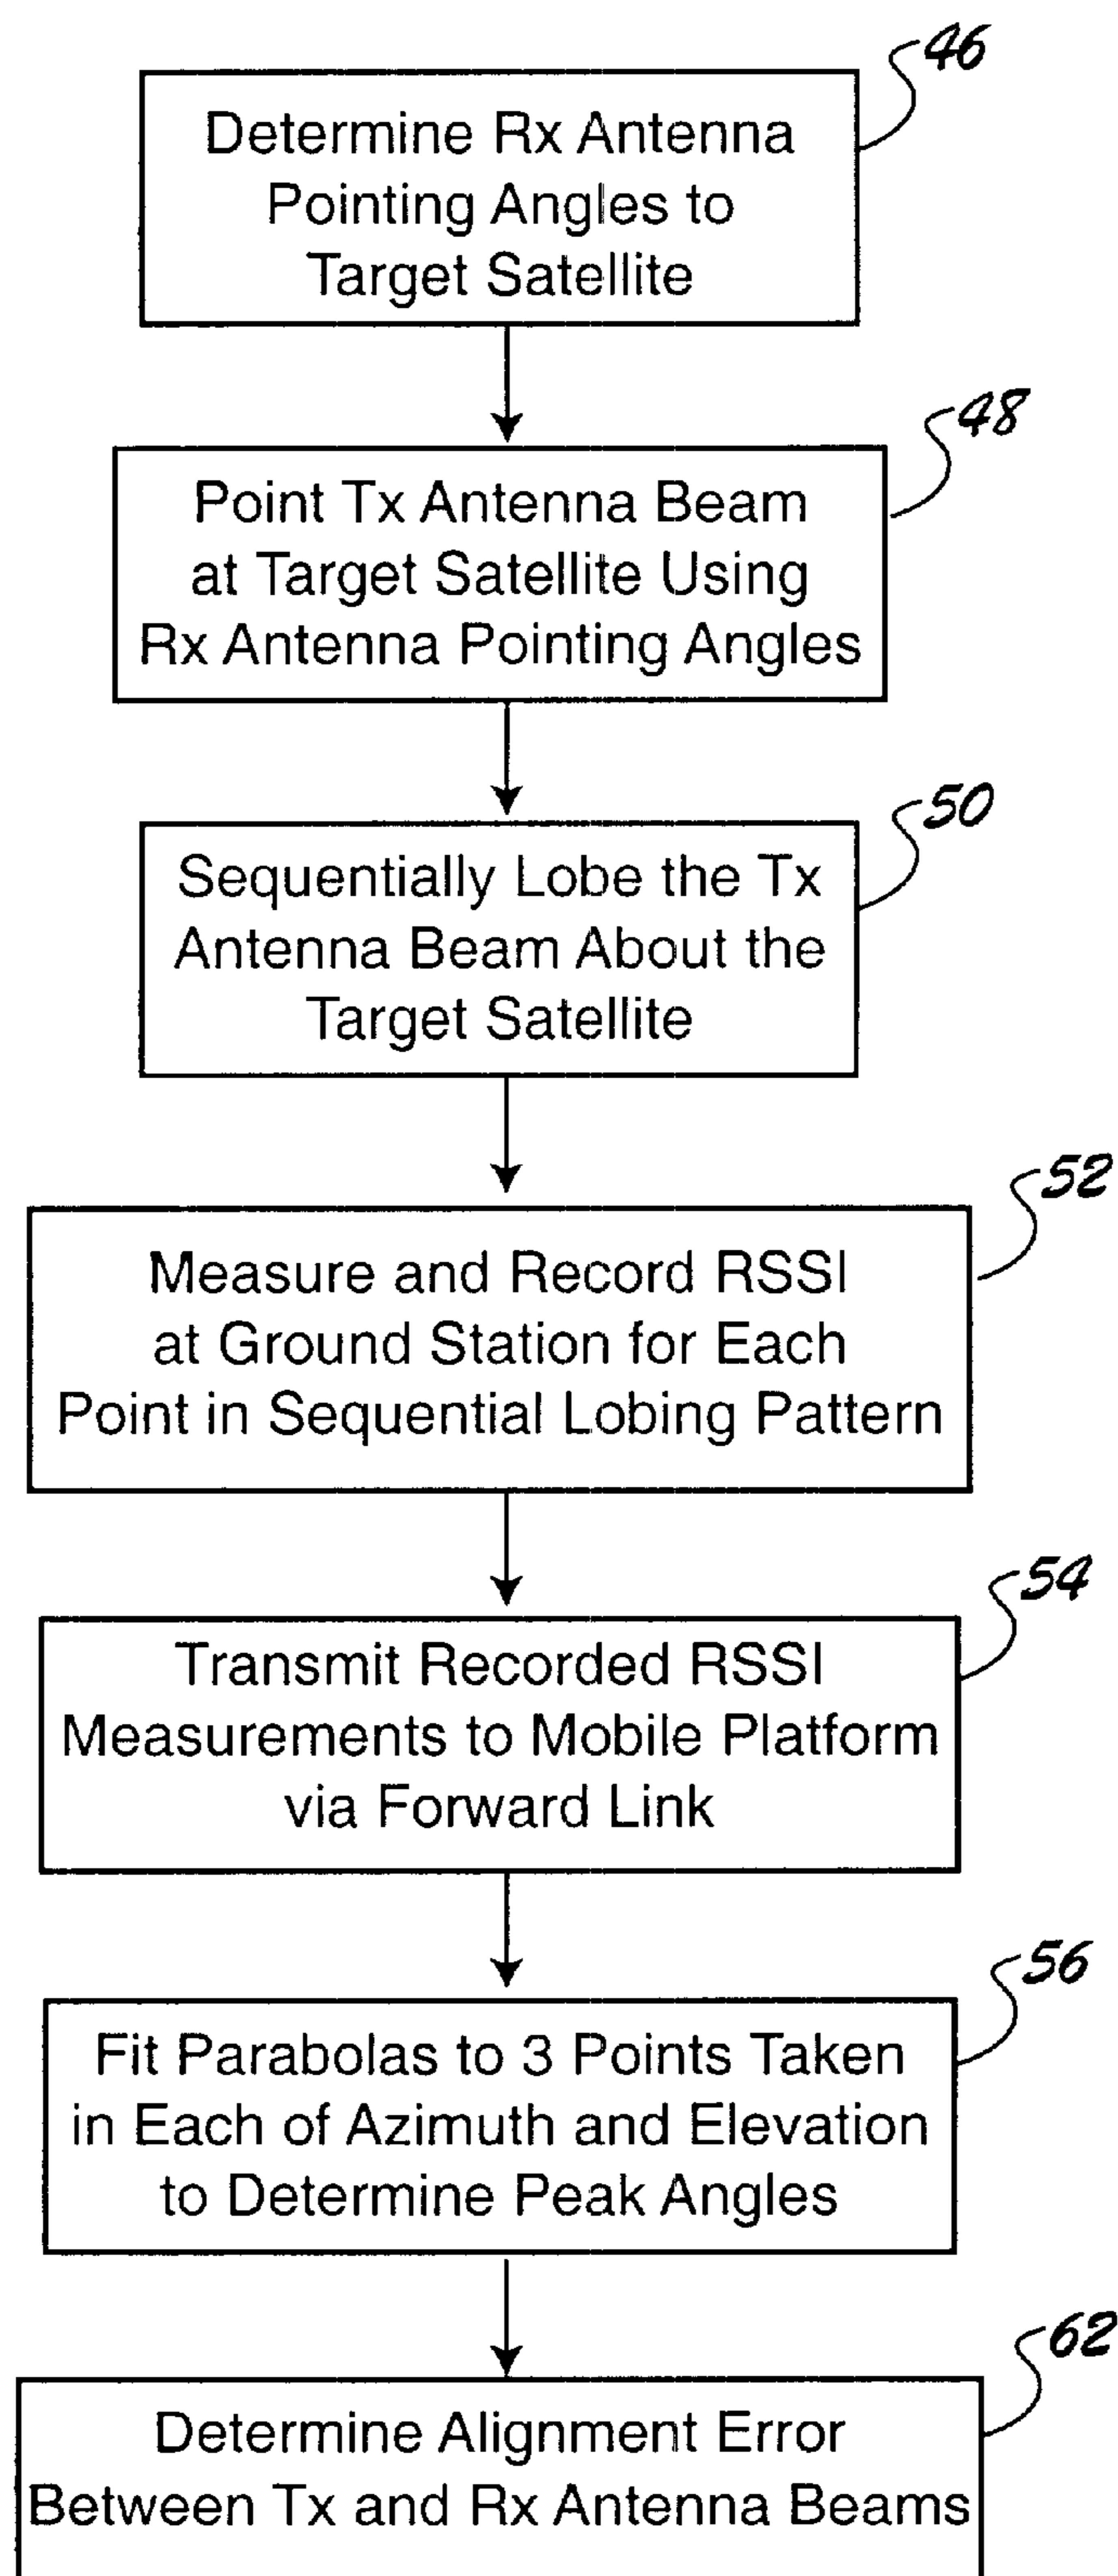 46
Determine Rx Antenna
Pointing Angles to
Target Satellite
48
Point Tx Antenna Beam
at Target Satellite Using
Rx Antenna Pointing Angles
50
Sequentially Lobe the Tx
Antenna Beam About the
Target Satellite
52
Measure and Record RSSI
at Ground Station for Each
Point in Sequential Lobing Pattern
54
Transmit Recorded RSSI
Measurements to Mobile Platform
via Forward Link
56
Fit Parabolas to 3 Points Taken
in Each of Azimuth and Elevation
to Determine Peak Angles
62
Determine Alignment Error
Between Tx and Rx Antenna Beams